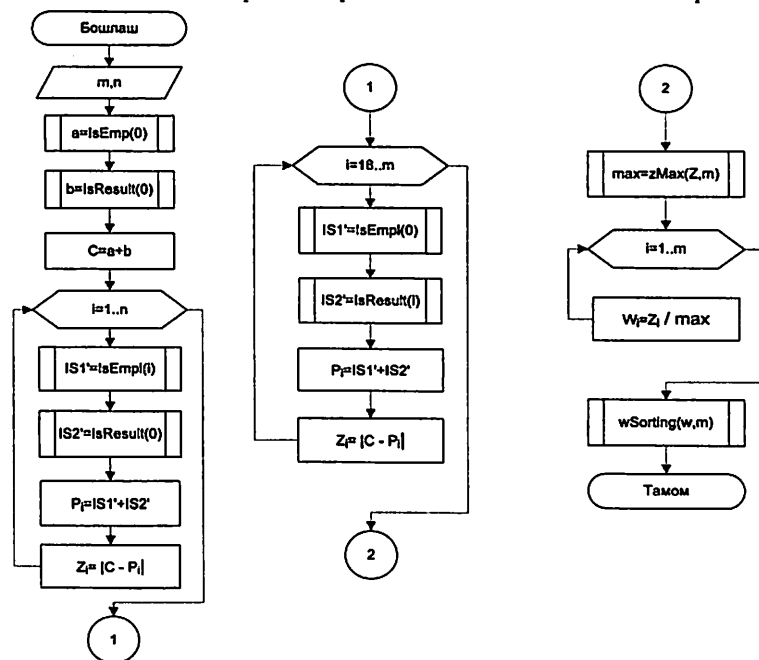 Бошлаш
m,n
a=IsEmp(0)
b=IsResult(0)
C=a+b
i=1..n
IS1'=IsEmpl(i)
IS2'=IsResult(0)
Pi=IS1'+IS2'
Zi= |C - Pi|
1
1
i=18..m
IS1'=IsEmpl(0)
IS2'=IsResult(i)
Pi=IS1'+IS2'
Zi= |C - Pi|
2
2
max=zMax(Z,m)
i=1..m
Wi=Zi / max
wSorting(w,m)
Тамом